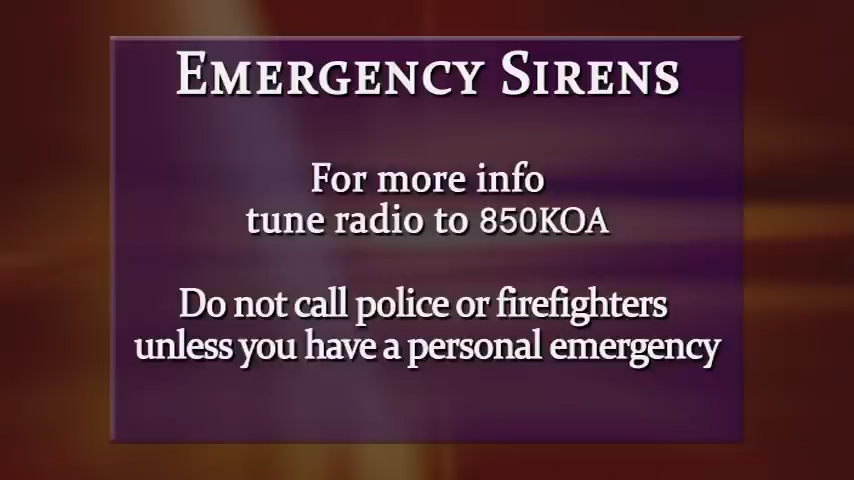 EMERGENCY SIRENS
For more info
tune radio to 850KOA
Do not call police or firefighters
unless you have a personal emergency